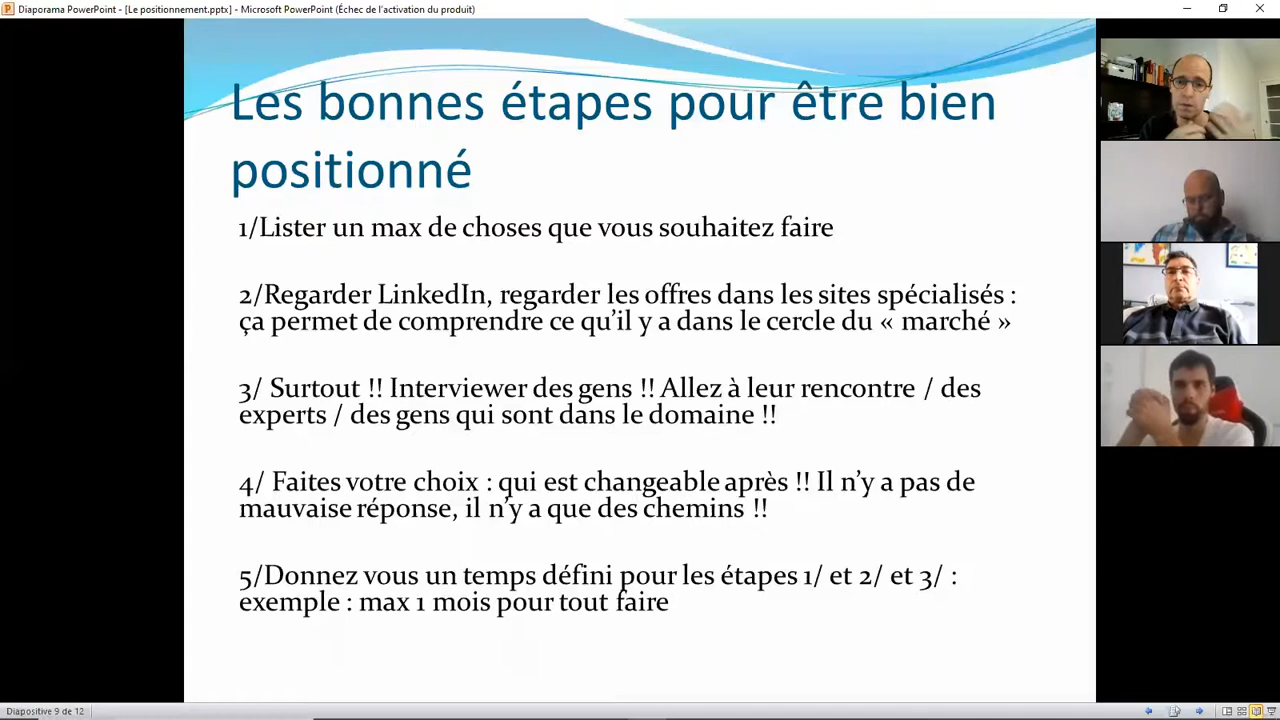 Diaporama PowerPoint - [Le positionnement.pptx] - Microsoft PowerPoint (Échec de l'activation du produit)
Les bonnes étapes pour être bien
positionné
1/Lister un max de choses que vous souhaitez faire
2/Regarder LinkedIn, regarder les offres dans les sites spécialisés :
ça permet de comprendre ce qu’il y a dans le cercle du « marché »
3/ Surtout !! Interviewer des gens !! Allez à leur rencontre / des
experts / des gens qui sont dans le domaine !!
4/ Faites votre choix : qui est changeable après !! Il n’y a pas de
mauvaise réponse, il n’y a que des chemins !!
5/Donnez vous un temps défini pour les étapes 1/ et 2/ et 3/ :
exemple : max 1 mois pour tout faire
Diapositive 9 de 12